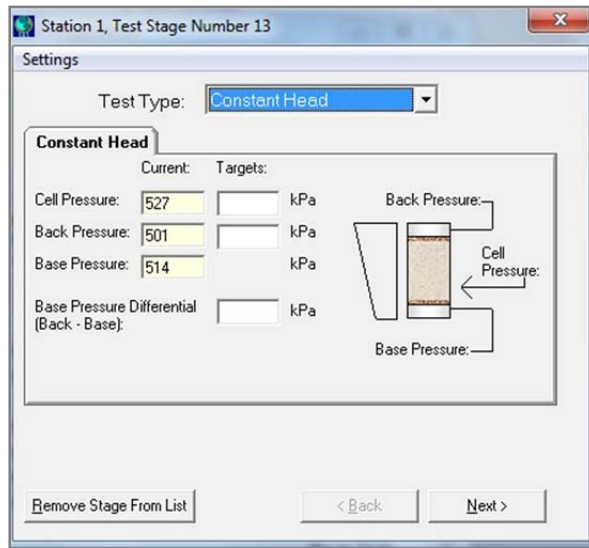 Station 1, Test Stage Number 13
Settings
Test Type: Constant Head
Constant Head
Current: Targets:
Cell Pressure: 527 kPa
Back Pressure: 501 kPa
Base Pressure: 514 kPa
Base Pressure Differential
(Back - Base): kPa
Back Pressure:
Cell
Pressure:
Base Pressure:
Remove Stage From List
< Back
Next >